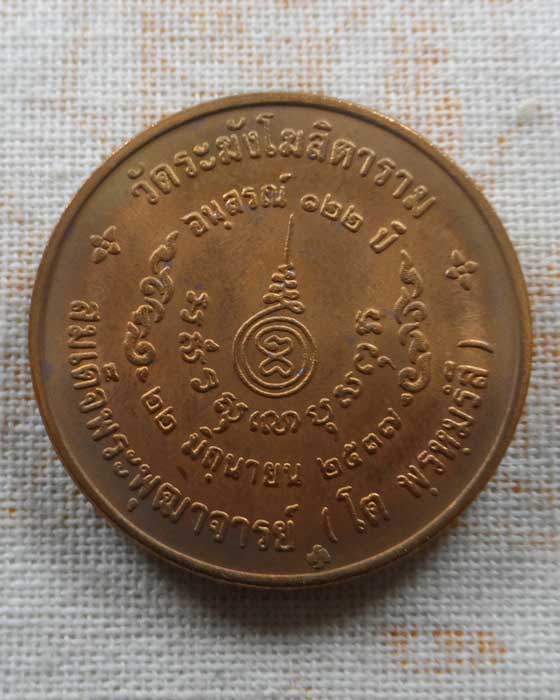 วัดระฆังโฆสิตาราม
อนุสรณ์ ๑๒๒ ปี
๒๒ มิถุนายน ๒๕๓๗
สมเด็จพระพุฒาจารย์ (โต พฺรหฺมรํสี)